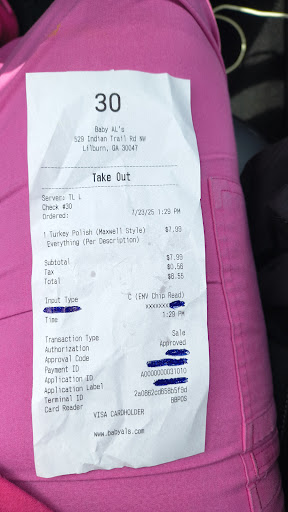 30
Baby AL's
529 Indian Trail Rd NW
Lilburn, GA 30047
Take Out
Server: TL
Check #30
Ordered: 7/23/25 1:29 PM
1 Turkey Polish (Maxwell Style) $7.99
Everything (Per Description)
Subtotal $7.99
Tax $0.56
Total $8.55
Input Type C (EMV Chip Read)
xxxxxxx
Time 1:29 PM
Transaction Type Sale
Authorization Approved
Approval Code
Payment ID
Application ID A0000000031010
Application Label
Terminal ID
Card Reader BBPOS
VISA CARDHOLDER
www.babyals.com